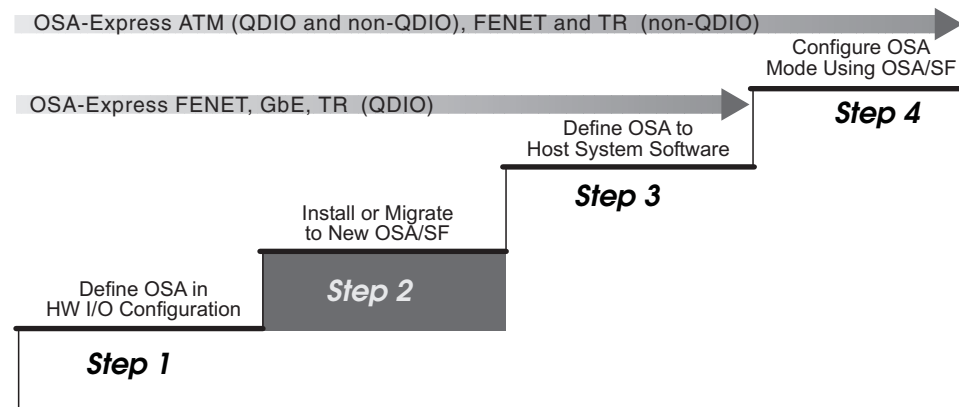 OSA-Express ATM (QDIO and non-QDIO), FENET and TR (non-QDIO)
Configure OSA
Mode Using OSA/SF
Step 4
OSA-Express FENET, GbE, TR (QDIO)
Define OSA to
Host System Software
Step 3
Install or Migrate
to New OSA/SF
Step 2
Define OSA in
HW I/O Configuration
Step 1